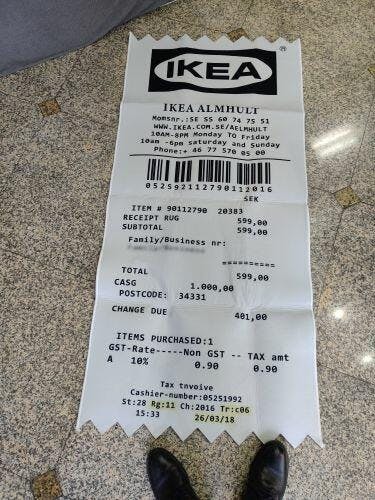 IKEA
®
IKEA ALMHULT
Momsnr.:SE 55 60 74 75 51
WWW.IKEA.COM.SE/AELMHULT
10AM-8PM Monday To Friday
10am -6pm saturday and Sunday
Phone:+ 46 77 570 05 00
052592112790112016
SEK
ITEM # 90112790 20383
RECEIPT RUG 599,00
SUBTOTAL 599,00
Family/Business nr:
==========
TOTAL 599,00
CASG 1.000,00
POSTCODE: 34331
CHANGE DUE 401,00
ITEMS PURCHASED:1
GST-Rate-----Non GST -- TAX amt
A 10% 0.90 0.90
Tax tnvoive
Cashier-number:05251992
St:28 Rg:11 Ch:2016 Tr:c06
15:33 26/03/18